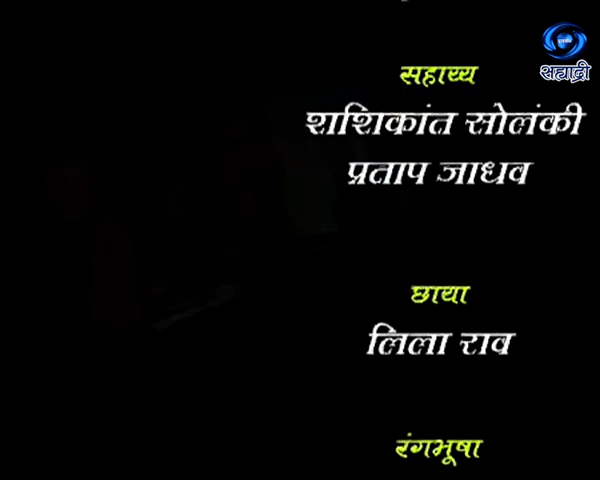 सह्याद्री
सहाय्य
शशिकांत सोलंकी
प्रताप जाधव
छाया
लिला राव
रंगभूषा